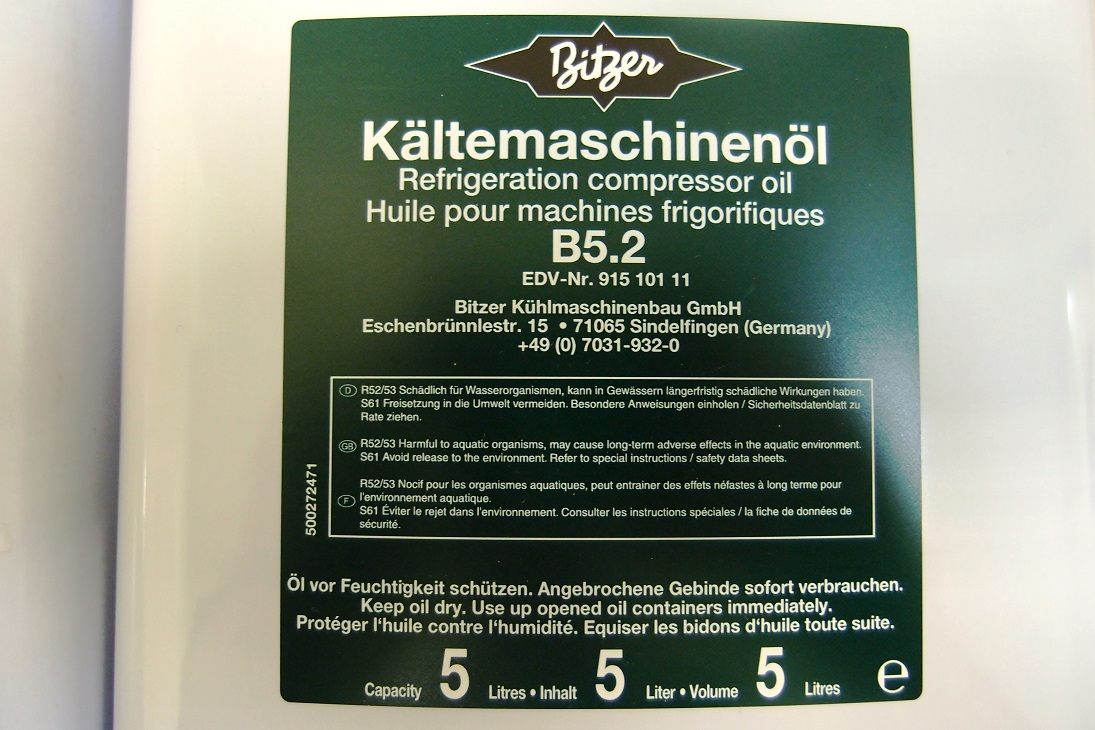 Bitzer
Kältemaschinenöl
Refrigeration compressor oil
Huile pour machines frigorifiques
B5.2
EDV-Nr. 915 101 11
Bitzer Kühlmaschinenbau GmbH
Eschenbrünnlestr. 15 • 71065 Sindelfingen (Germany)
+49 (0) 7031-932-0
D R52/53 Schädlich für Wasserorganismen, kann in Gewässern längerfristig schädliche Wirkungen haben.
S61 Freisetzung in die Umwelt vermeiden. Besondere Anweisungen einholen / Sicherheitsdatenblatt zu
Rate ziehen.
GB R52/53 Harmful to aquatic organisms, may cause long-term adverse effects in the aquatic environment.
S61 Avoid release to the environment. Refer to special instructions / safety data sheets.
R52/53 Nocif pour les organismes aquatiques, peut entrainer des effets néfastes à long terme pour
F l'environnement aquatique.
S61 Éviter le rejet dans l'environnement. Consulter les instructions spéciales / la fiche de données de
sécurité.
500272471
Öl vor Feuchtigkeit schützen. Angebrochene Gebinde sofort verbrauchen.
Keep oil dry. Use up opened oil containers immediately.
Protéger l'huile contre l'humidité. Equiser les bidons d'huile toute suite.
Capacity 5 Litres • Inhalt 5 Liter • Volume 5 Litres e